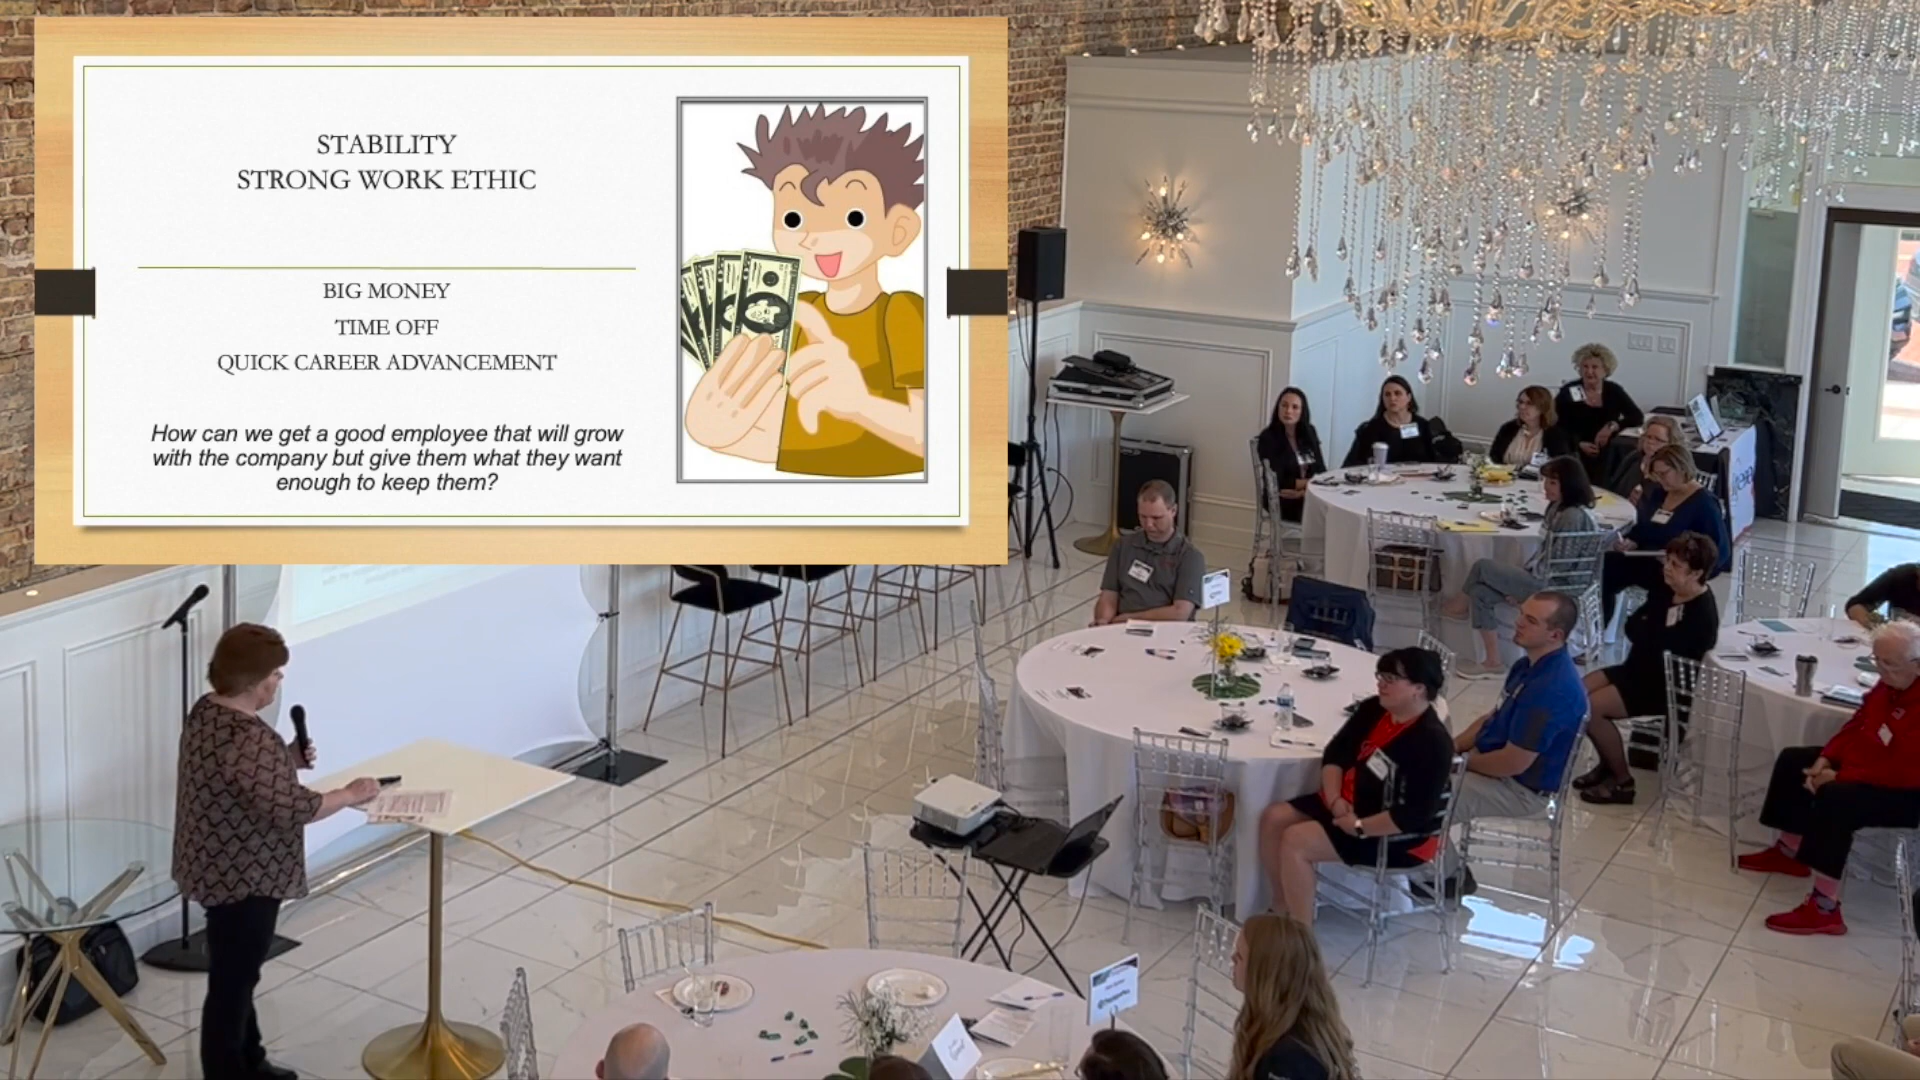 STABILITY
STRONG WORK ETHIC
BIG MONEY
TIME OFF
QUICK CAREER ADVANCEMENT
How can we get a good employee that will grow
with the company but give them what they want
enough to keep them?